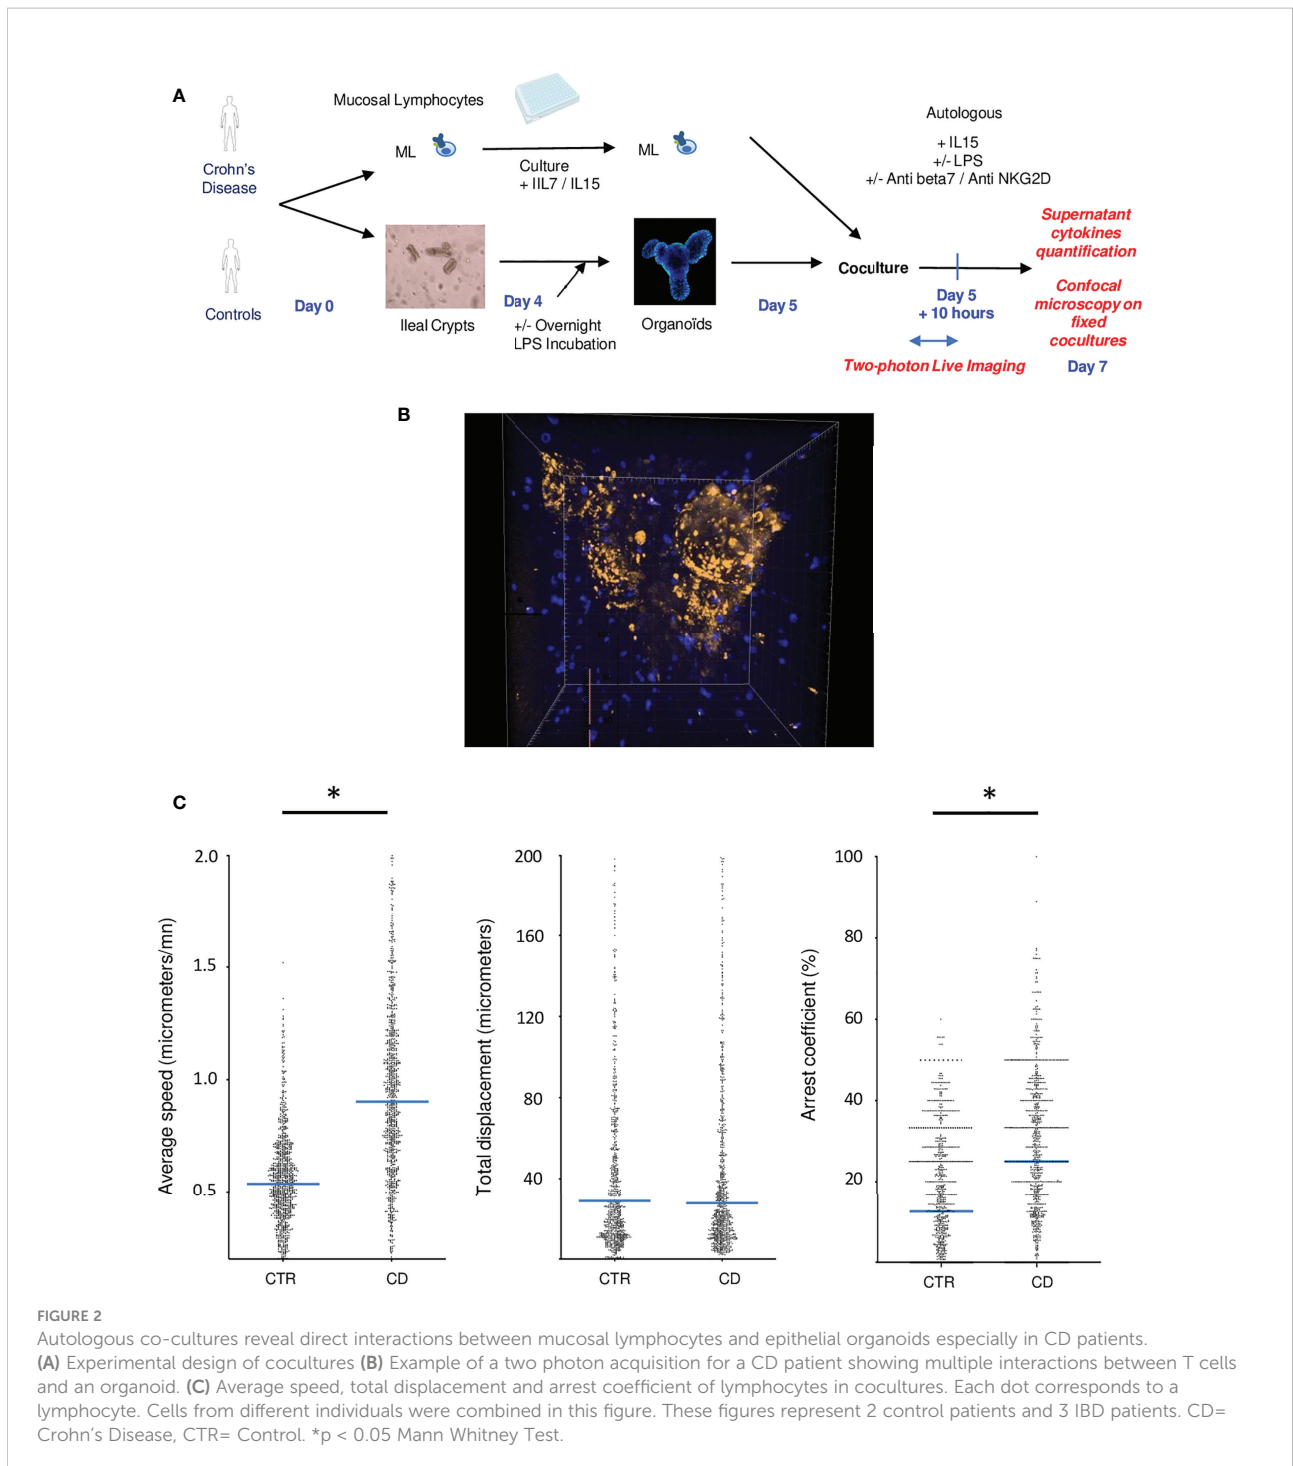 A
Mucosal Lymphocytes
Autologous
ML
ML
+ IL15
+/- LPS
+/- Anti beta7 / Anti NKG2D
Crohn's
Disease
Culture
+ IIL7 / IL15
Supernatant
cytokines
quantification
Coculture
Controls
Day 0
Day 4
Day 5
Day 5
+ 10 hours
Confocal
microscopy on
fixed
cocultures
Ileal Crypts
+/- Overnight
LPS Incubation
Organoïds
Two-photon Live Imaging
Day 7
B
C
*
*
Average speed (micrometers/mn)
2.0
1.5
1.0
0.5
CTR
CD
Total displacement (micrometers)
200
160
120
80
40
CTR
CD
Arrest coefficient (%)
100
80
60
40
20
CTR
CD
FIGURE 2
Autologous co-cultures reveal direct interactions between mucosal lymphocytes and epithelial organoids especially in CD patients.
(A) Experimental design of cocultures (B) Example of a two photon acquisition for a CD patient showing multiple interactions between T cells
and an organoid. (C) Average speed, total displacement and arrest coefficient of lymphocytes in cocultures. Each dot corresponds to a
lymphocyte. Cells from different individuals were combined in this figure. These figures represent 2 control patients and 3 IBD patients. CD=
Crohn's Disease, CTR= Control. *p < 0.05 Mann Whitney Test.